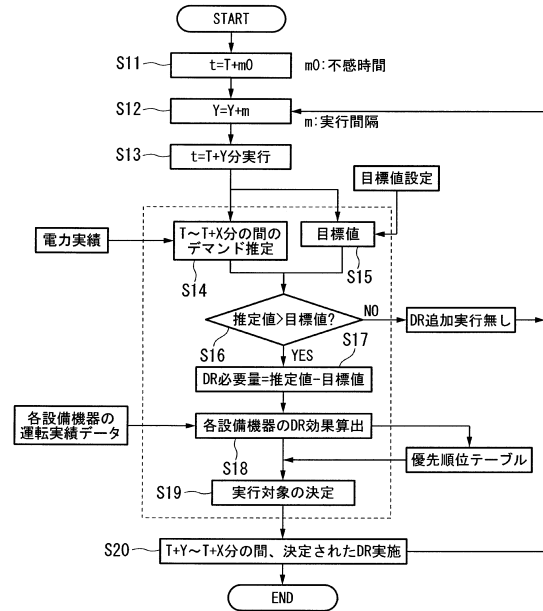 START
S11
t=T+m0
m0:不感時間
S12
Y=Y+m
m:実行間隔
S13
t=T+Y分実行
目標値設定
電力実績
T~T+X分の間の
デマンド推定
目標値
S14
S15
推定値>目標値?
NO
DR追加実行無し
S16
YES
S17
DR必要量=推定値-目標値
各設備機器の
運転実績データ
各設備機器のDR効果算出
S18
優先順位テーブル
S19
実行対象の決定
S20
T+Y~T+X分の間、決定されたDR実施
END